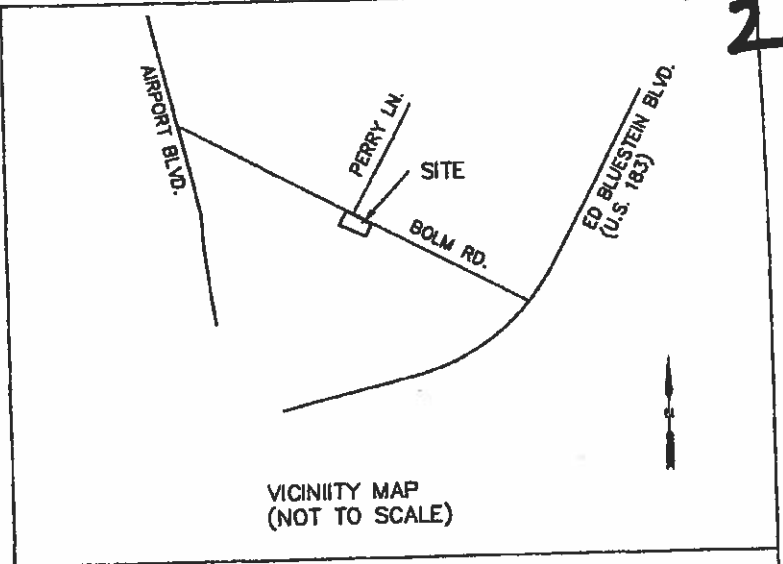 2
AIRPORT BLVD.
PERRY LN.
SITE
BOLM RD.
ED BLUESTEIN BLVD.
(U.S. 183)
VICINIITY MAP
(NOT TO SCALE)